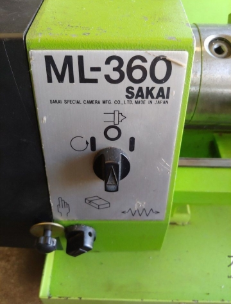 ML-360
SAKAI
SAKAI SPECIAL CAMERA MFG. CO., LTD. MADE IN JAPAN